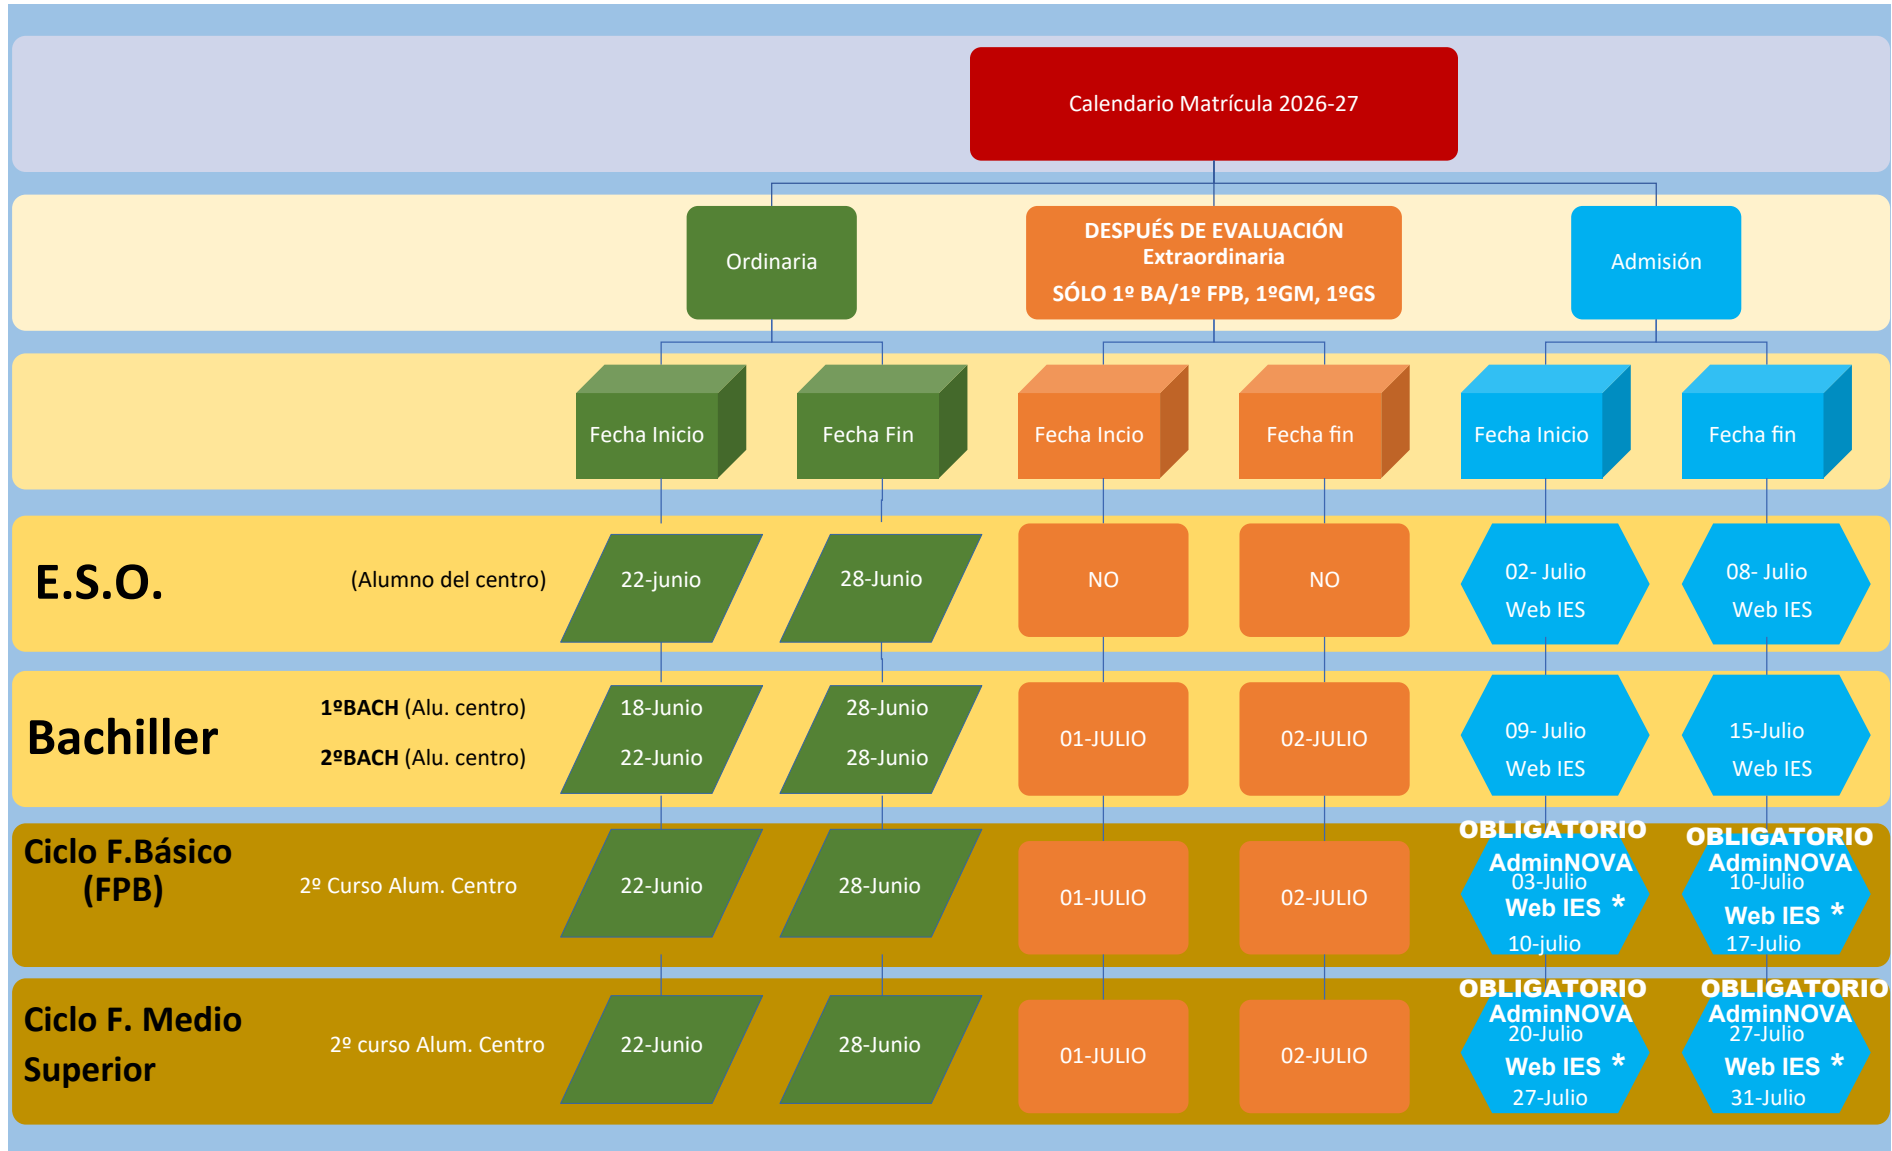 Calendario Matrícula 2026-27
Ordinaria
DESPUÉS DE EVALUACIÓN
Extraordinaria
SÓLO 1º BA/1º FPB, 1ºGM, 1ºGS
Admisión
Fecha Inicio
Fecha Fin
Fecha Incio
Fecha fin
Fecha Inicio
Fecha fin
E.S.O.
(Alumno del centro)
22-junio
28-Junio
NO
NO
02- Julio
Web IES
08- Julio
Web IES
Bachiller
1ºBACH (Alu. centro)
2ºBACH (Alu. centro)
18-Junio
22-Junio
28-Junio
28-Junio
01-JULIO
02-JULIO
09- Julio
Web IES
15-Julio
Web IES
Ciclo F.Básico
(FPB)
2º Curso Alum. Centro
22-Junio
28-Junio
01-JULIO
02-JULIO
OBLIGATORIO
AdminNOVA
03-Julio
Web IES *
10-julio
OBLIGATORIO
AdminNOVA
10-Julio
Web IES *
17-Julio
Ciclo F. Medio
Superior
2º curso Alum. Centro
22-Junio
28-Junio
01-JULIO
02-JULIO
OBLIGATORIO
AdminNOVA
20-Julio
Web IES *
27-Julio
OBLIGATORIO
AdminNOVA
27-Julio
Web IES *
31-Julio